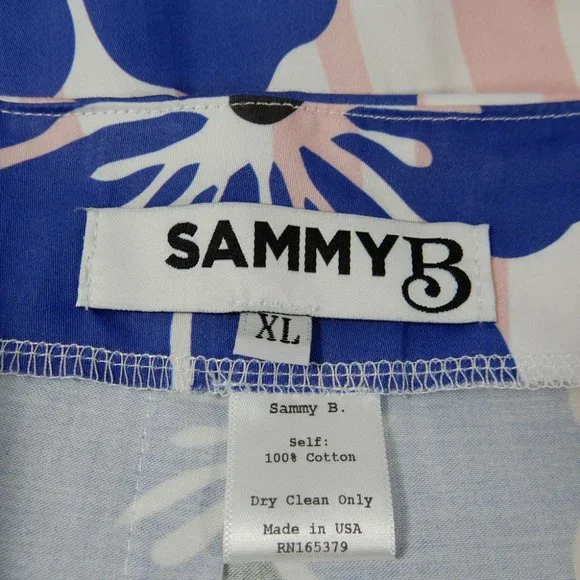 SAMMY B
XL
Sammy B.
Self:
100% Cotton
Dry Clean Only
Made in USA
RN165379